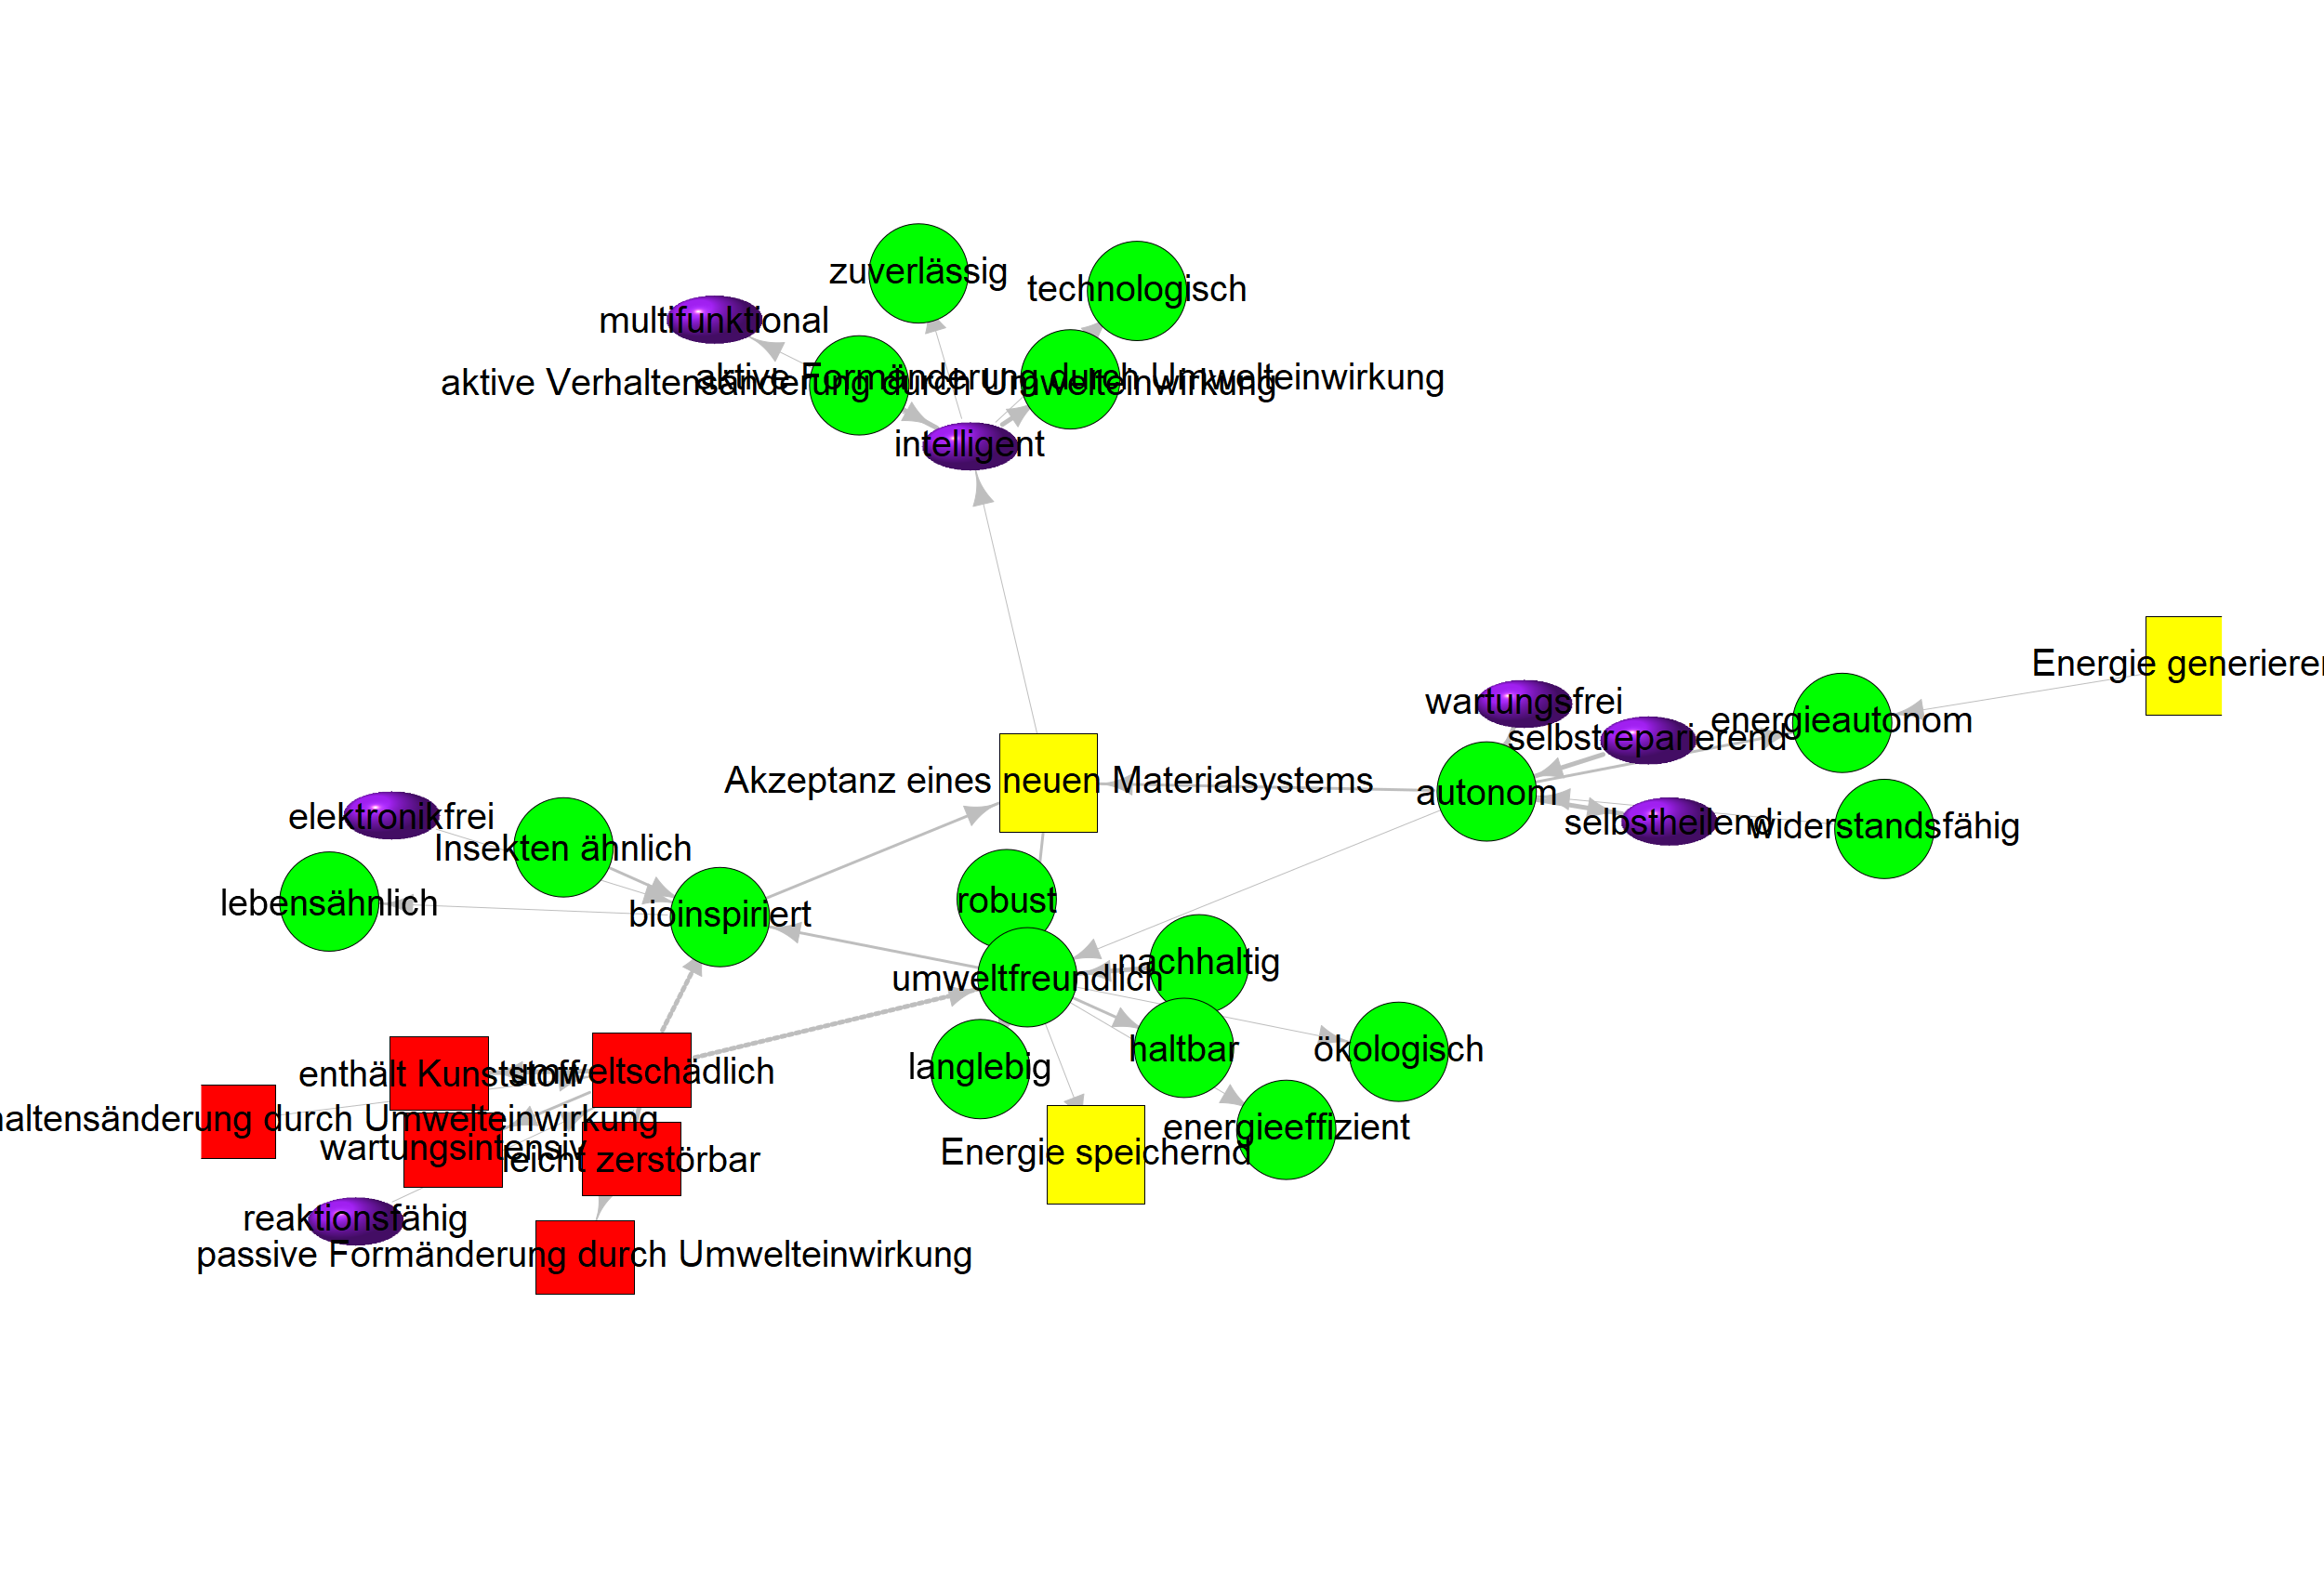 zuverlässig
technologisch
multifunktional
aktive Formänderung durch Umwelteinwirkung
aktive Verhaltensänderung durch Umwelteinwirkung
intelligent
Energie generieren
wartungsfrei
energieautonom
selbstreparierend
Akzeptanz eines neuen Materialsystems
autonom
elektronikfrei
selbstheilend
widerstandsfähig
Insekten ähnlich
lebensähnlich
robust
bioinspiriert
nachhaltig
umweltfreundlich
haltbar
ökologisch
langlebig
enthält Kunststoff
umweltschädlich
haltensänderung durch Umwelteinwirkung
energieeffizient
wartungsintensiv
Energie speichernd
leicht zerstörbar
reaktionsfähig
passive Formänderung durch Umwelteinwirkung